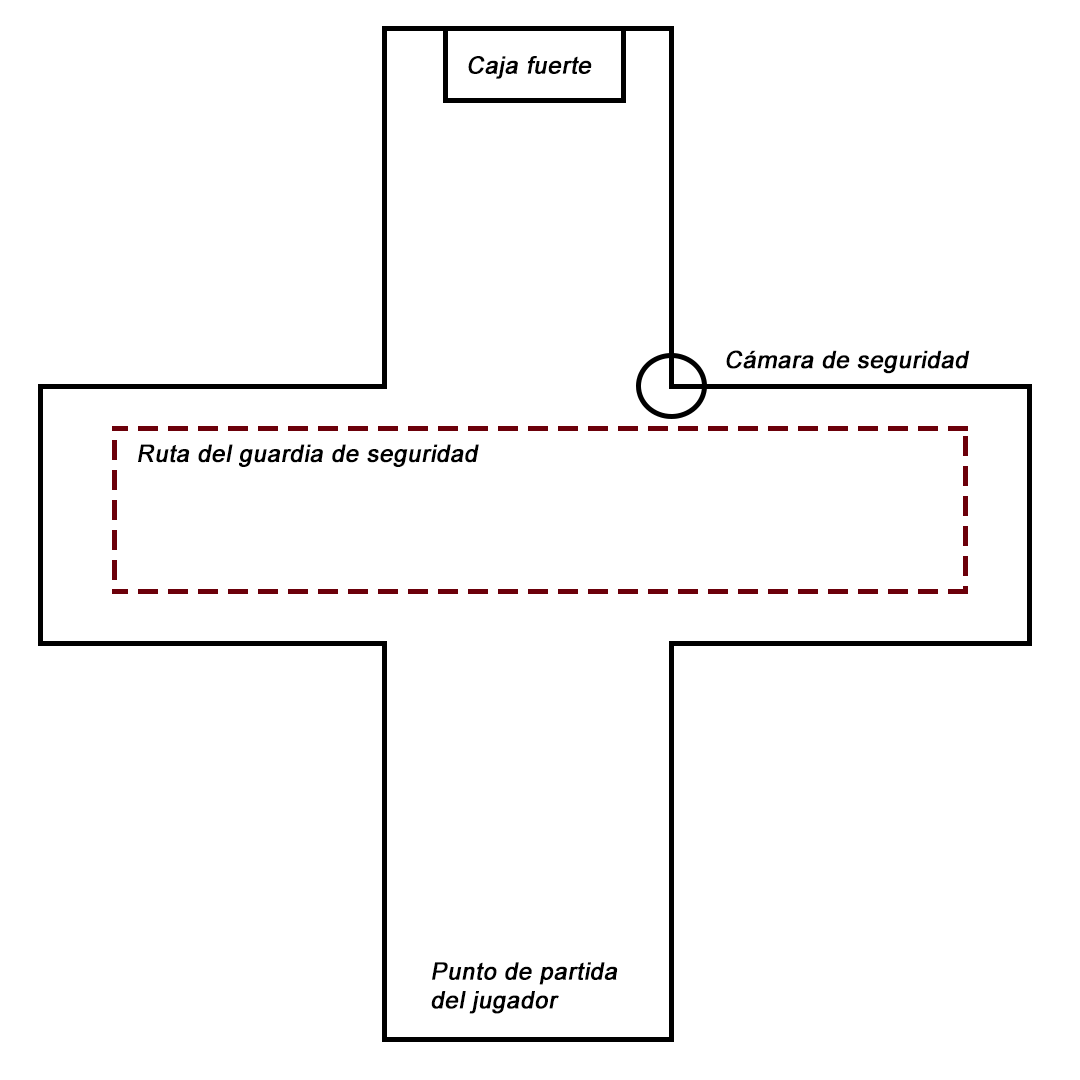 Caja fuerte
Cámara de seguridad
Ruta del guardia de seguridad
Punto de partida
del jugador